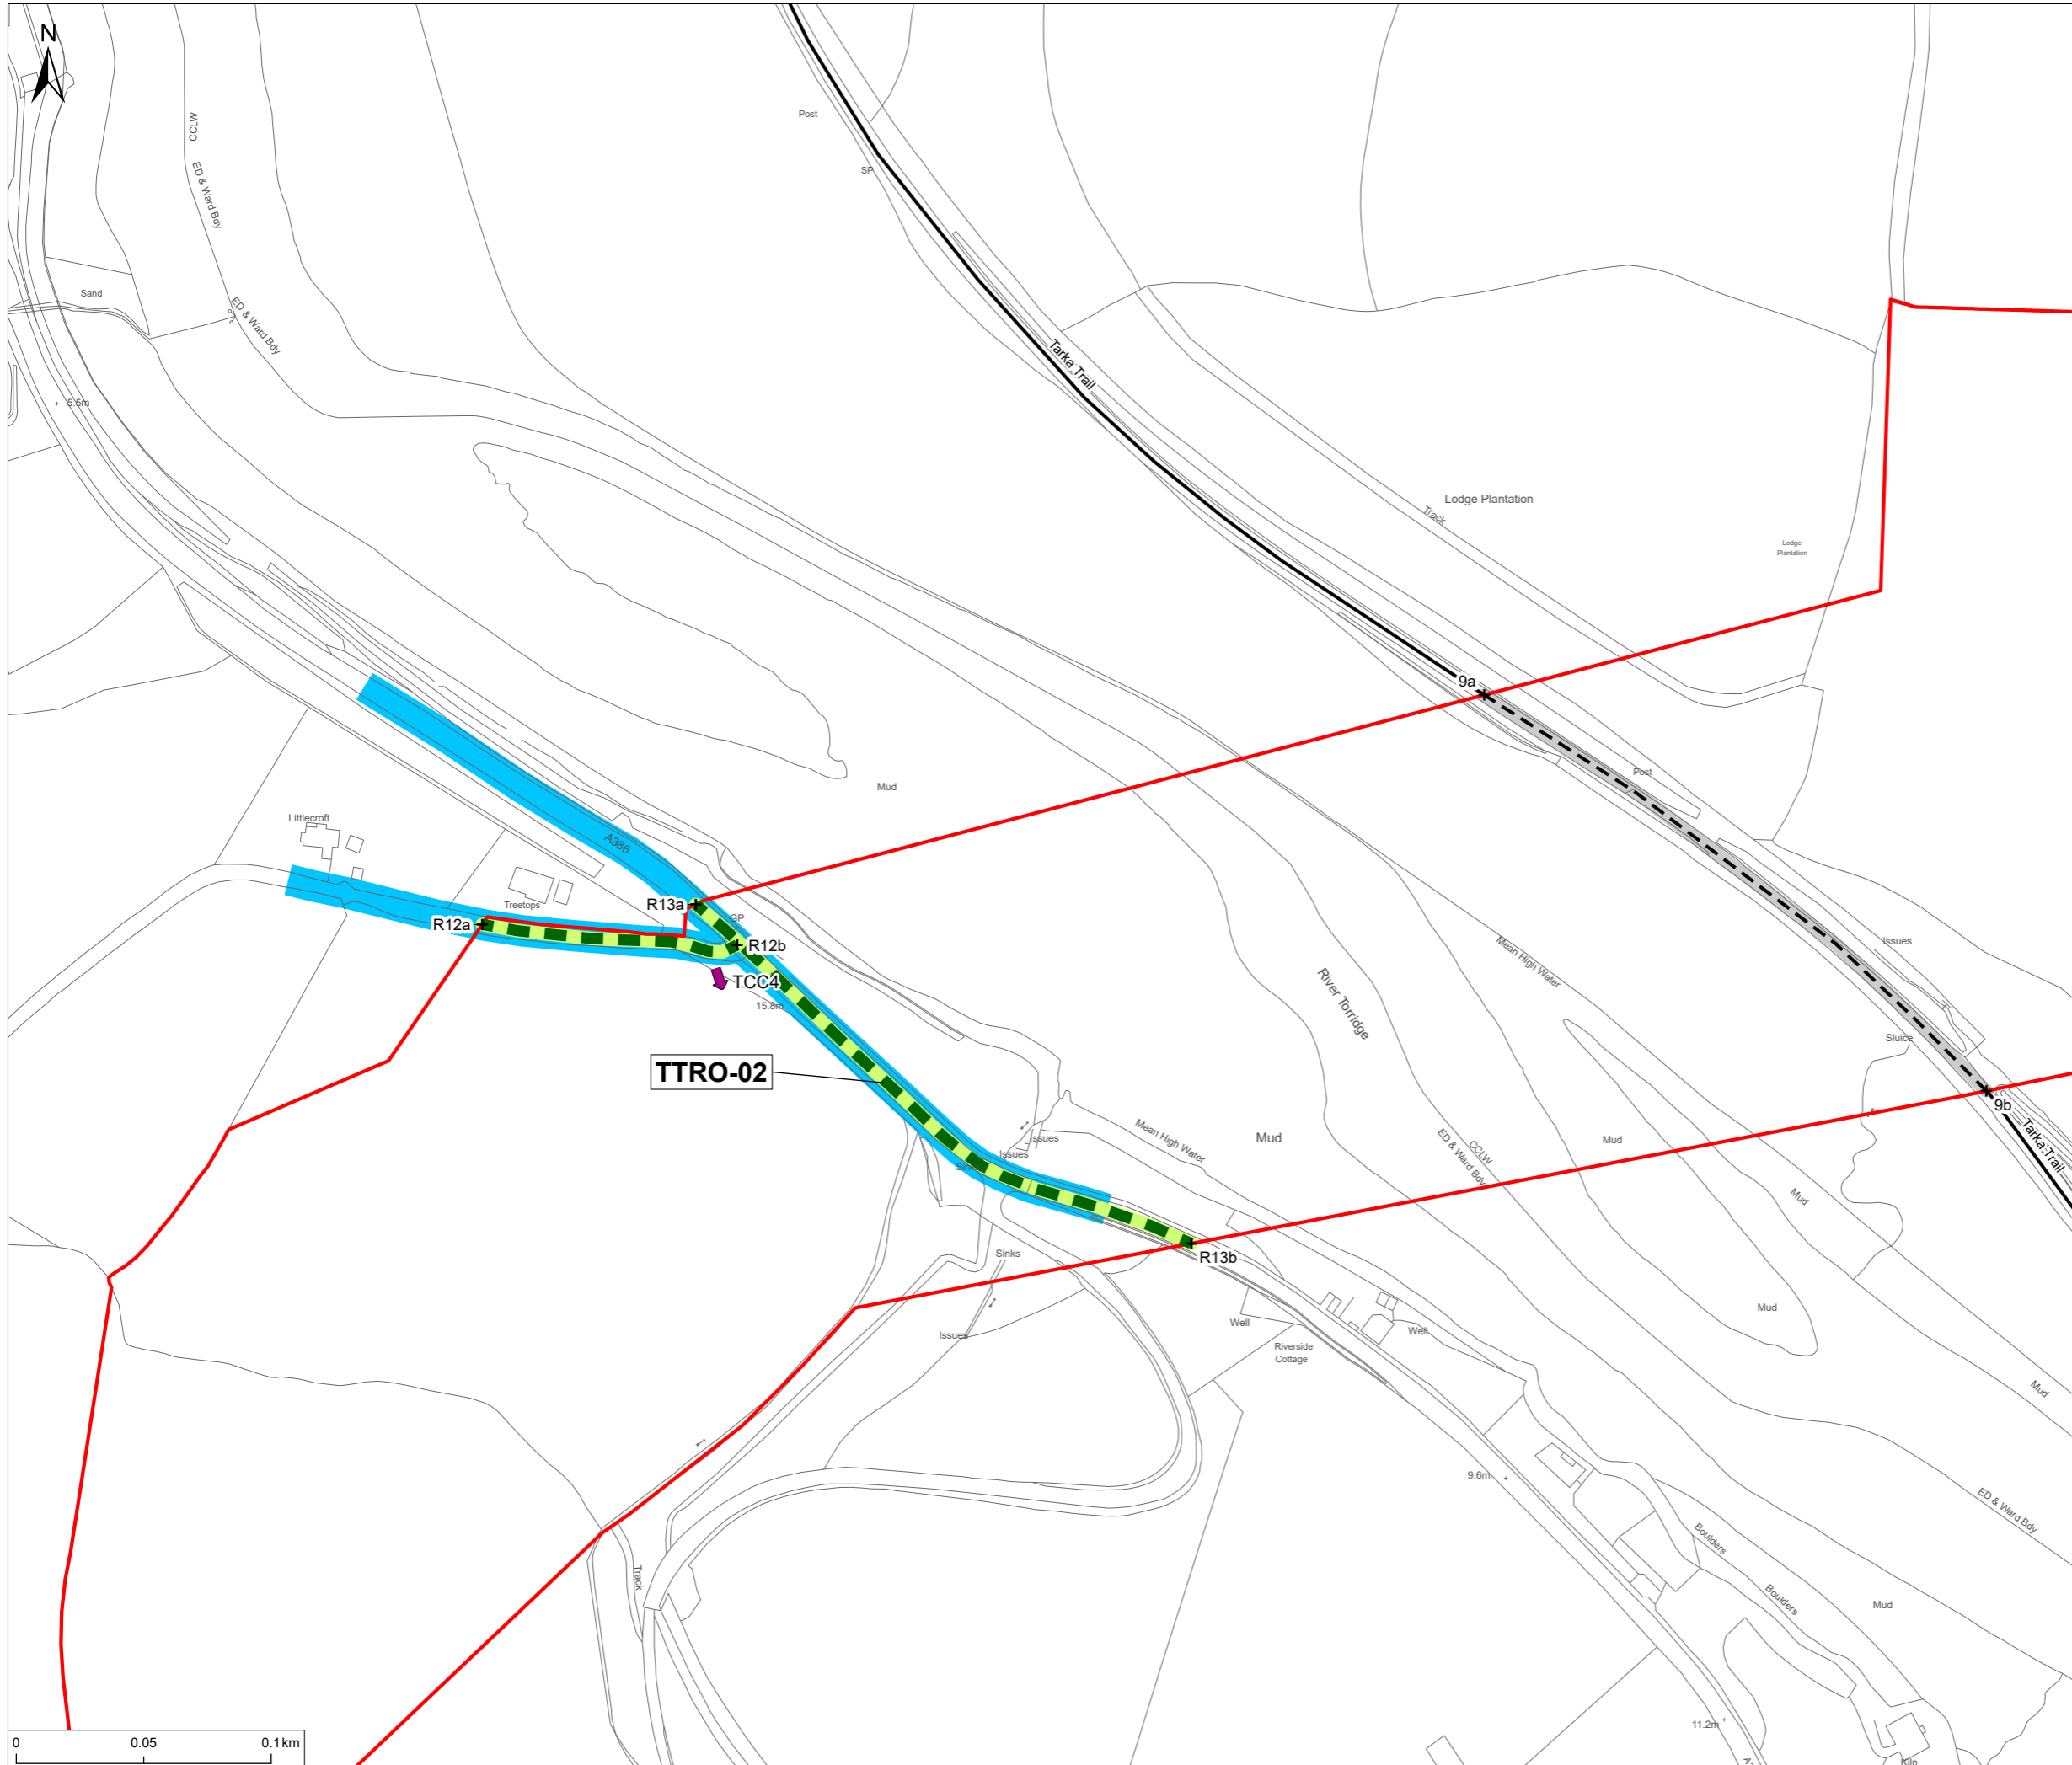 N
Post
CCLW
SP
ED & Ward Bdy
Sand
ED & Ward Bdy
Tarka Trail
5.5m
Lodge Plantation
Track
Lodge
Plantation
9a
Post
Mud
Littlecroft
A386
Treetops
R13a
GP
R12a
R12b
Issues
Mean High Water
TCC4
River Torridge
15.8m
Sluice
TTRO-02
9b
Mean High Water
Mud
Mud
Tarka Trail
Issues
Issues
CCLW
ED & Ward Bdy
Sinks
Mud
R13b
Sinks
Mud
Well
Well
Issues
Riverside
Cottage
Mud
9.6m
ED & Ward Bdy
Boulders
Track
Boulders
Mud
11.2m
0
0.05
0.1 km
Kiln